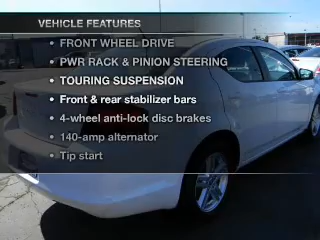 VEHICLE FEATURES
• FRONT WHEEL DRIVE
• PWR RACK & PINION STEERING
• TOURING SUSPENSION
• Front & rear stabilizer bars
• 4-wheel anti-lock disc brakes
• 140-amp alternator
• Tip start